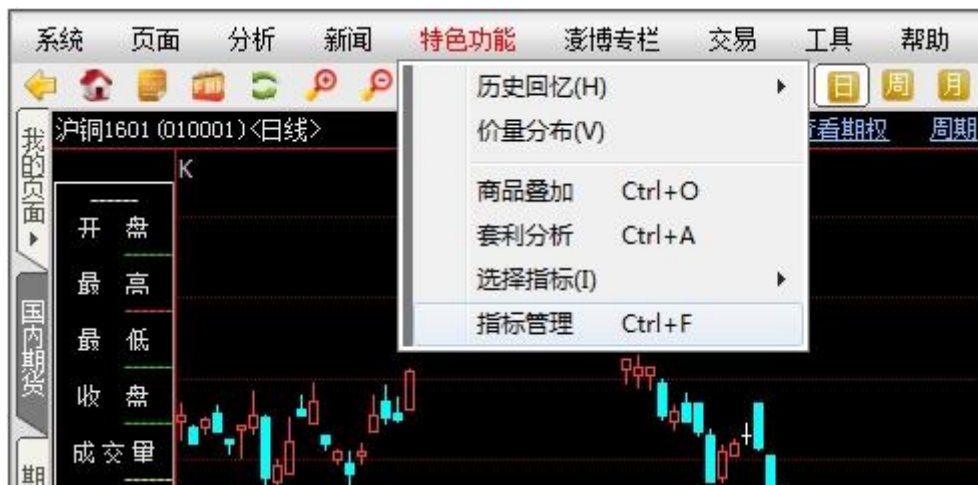 系统 页面 分析 新闻 特色功能 澎博专栏 交易 工具 帮助
日 周 月
历史回忆(H)
价量分布(V)
商品叠加 Ctrl+O
套利分析 Ctrl+A
选择指标(I)
指标管理 Ctrl+F
沪铜1601 (010001)<日线> 看期权 周期
K
开 盘
最 高
最 低
收 盘
成交量
我的页面
国内期货
期